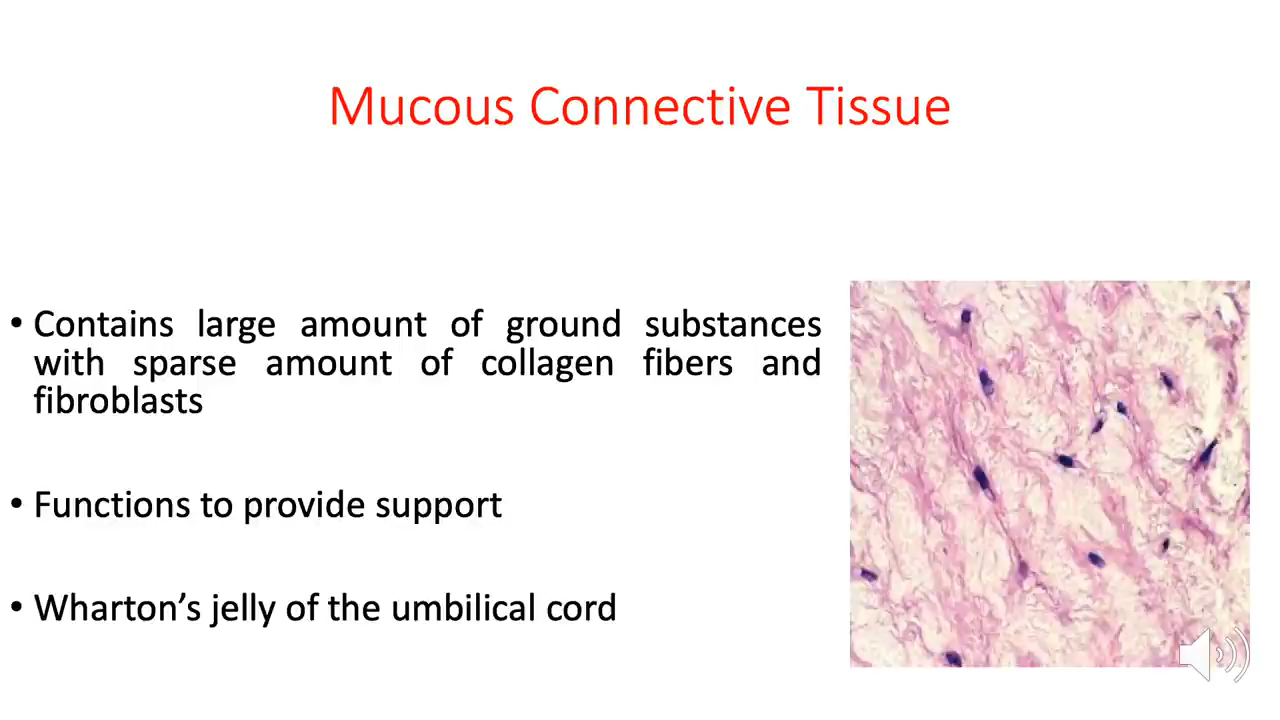 Mucous Connective Tissue
• Contains large amount of ground substances
with sparse amount of collagen fibers and
fibroblasts
• Functions to provide support
• Wharton’s jelly of the umbilical cord